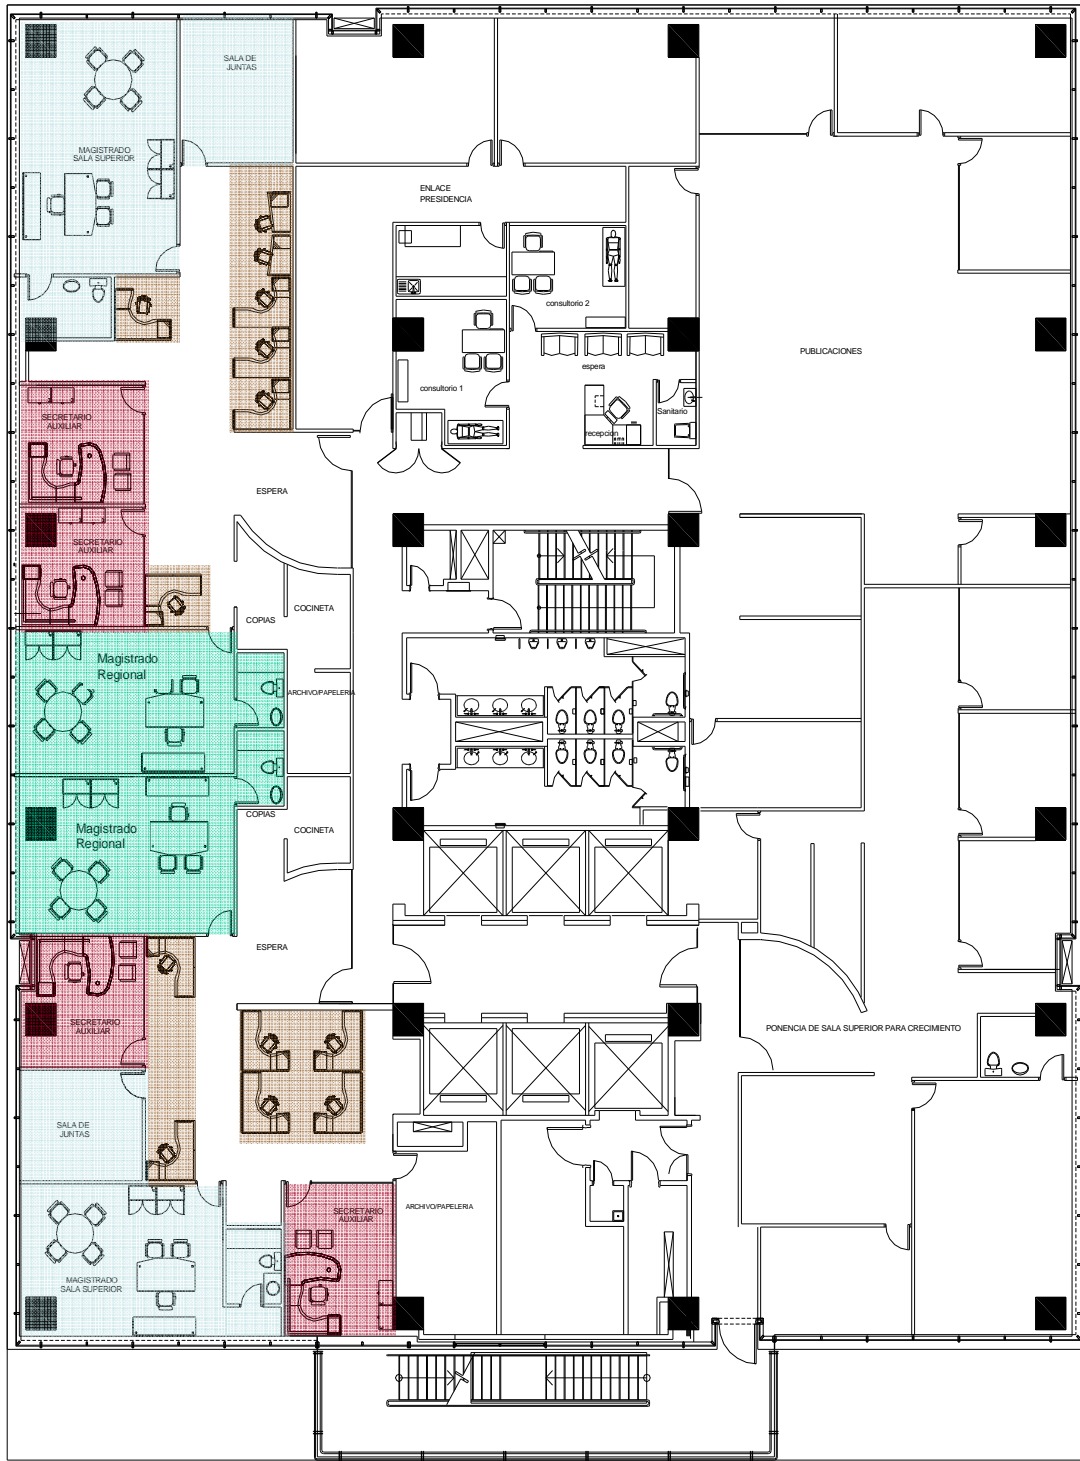 SALA DE
JUNTAS
MAGISTRADO
SALA SUPERIOR
ENLACE
PRESIDENCIA
consultorio 2
PUBLICACIONES
espera
consultorio 1
Sanitario
recepcion
SECRETARIO
AUXILIAR
ESPERA
SECRETARIO
AUXILIAR
COCINETA
COPIAS
Magistrado
Regional
ARCHIVO/PAPELERIA
COPIAS
COCINETA
Magistrado
Regional
ESPERA
SECRETARIO
AUXILIAR
PONENCIA DE SALA SUPERIOR PARA CRECIMIENTO
SALA DE
JUNTAS
ARCHIVO/PAPELERIA
SECRETARIO
AUXILIAR
MAGISTRADO
SALA SUPERIOR